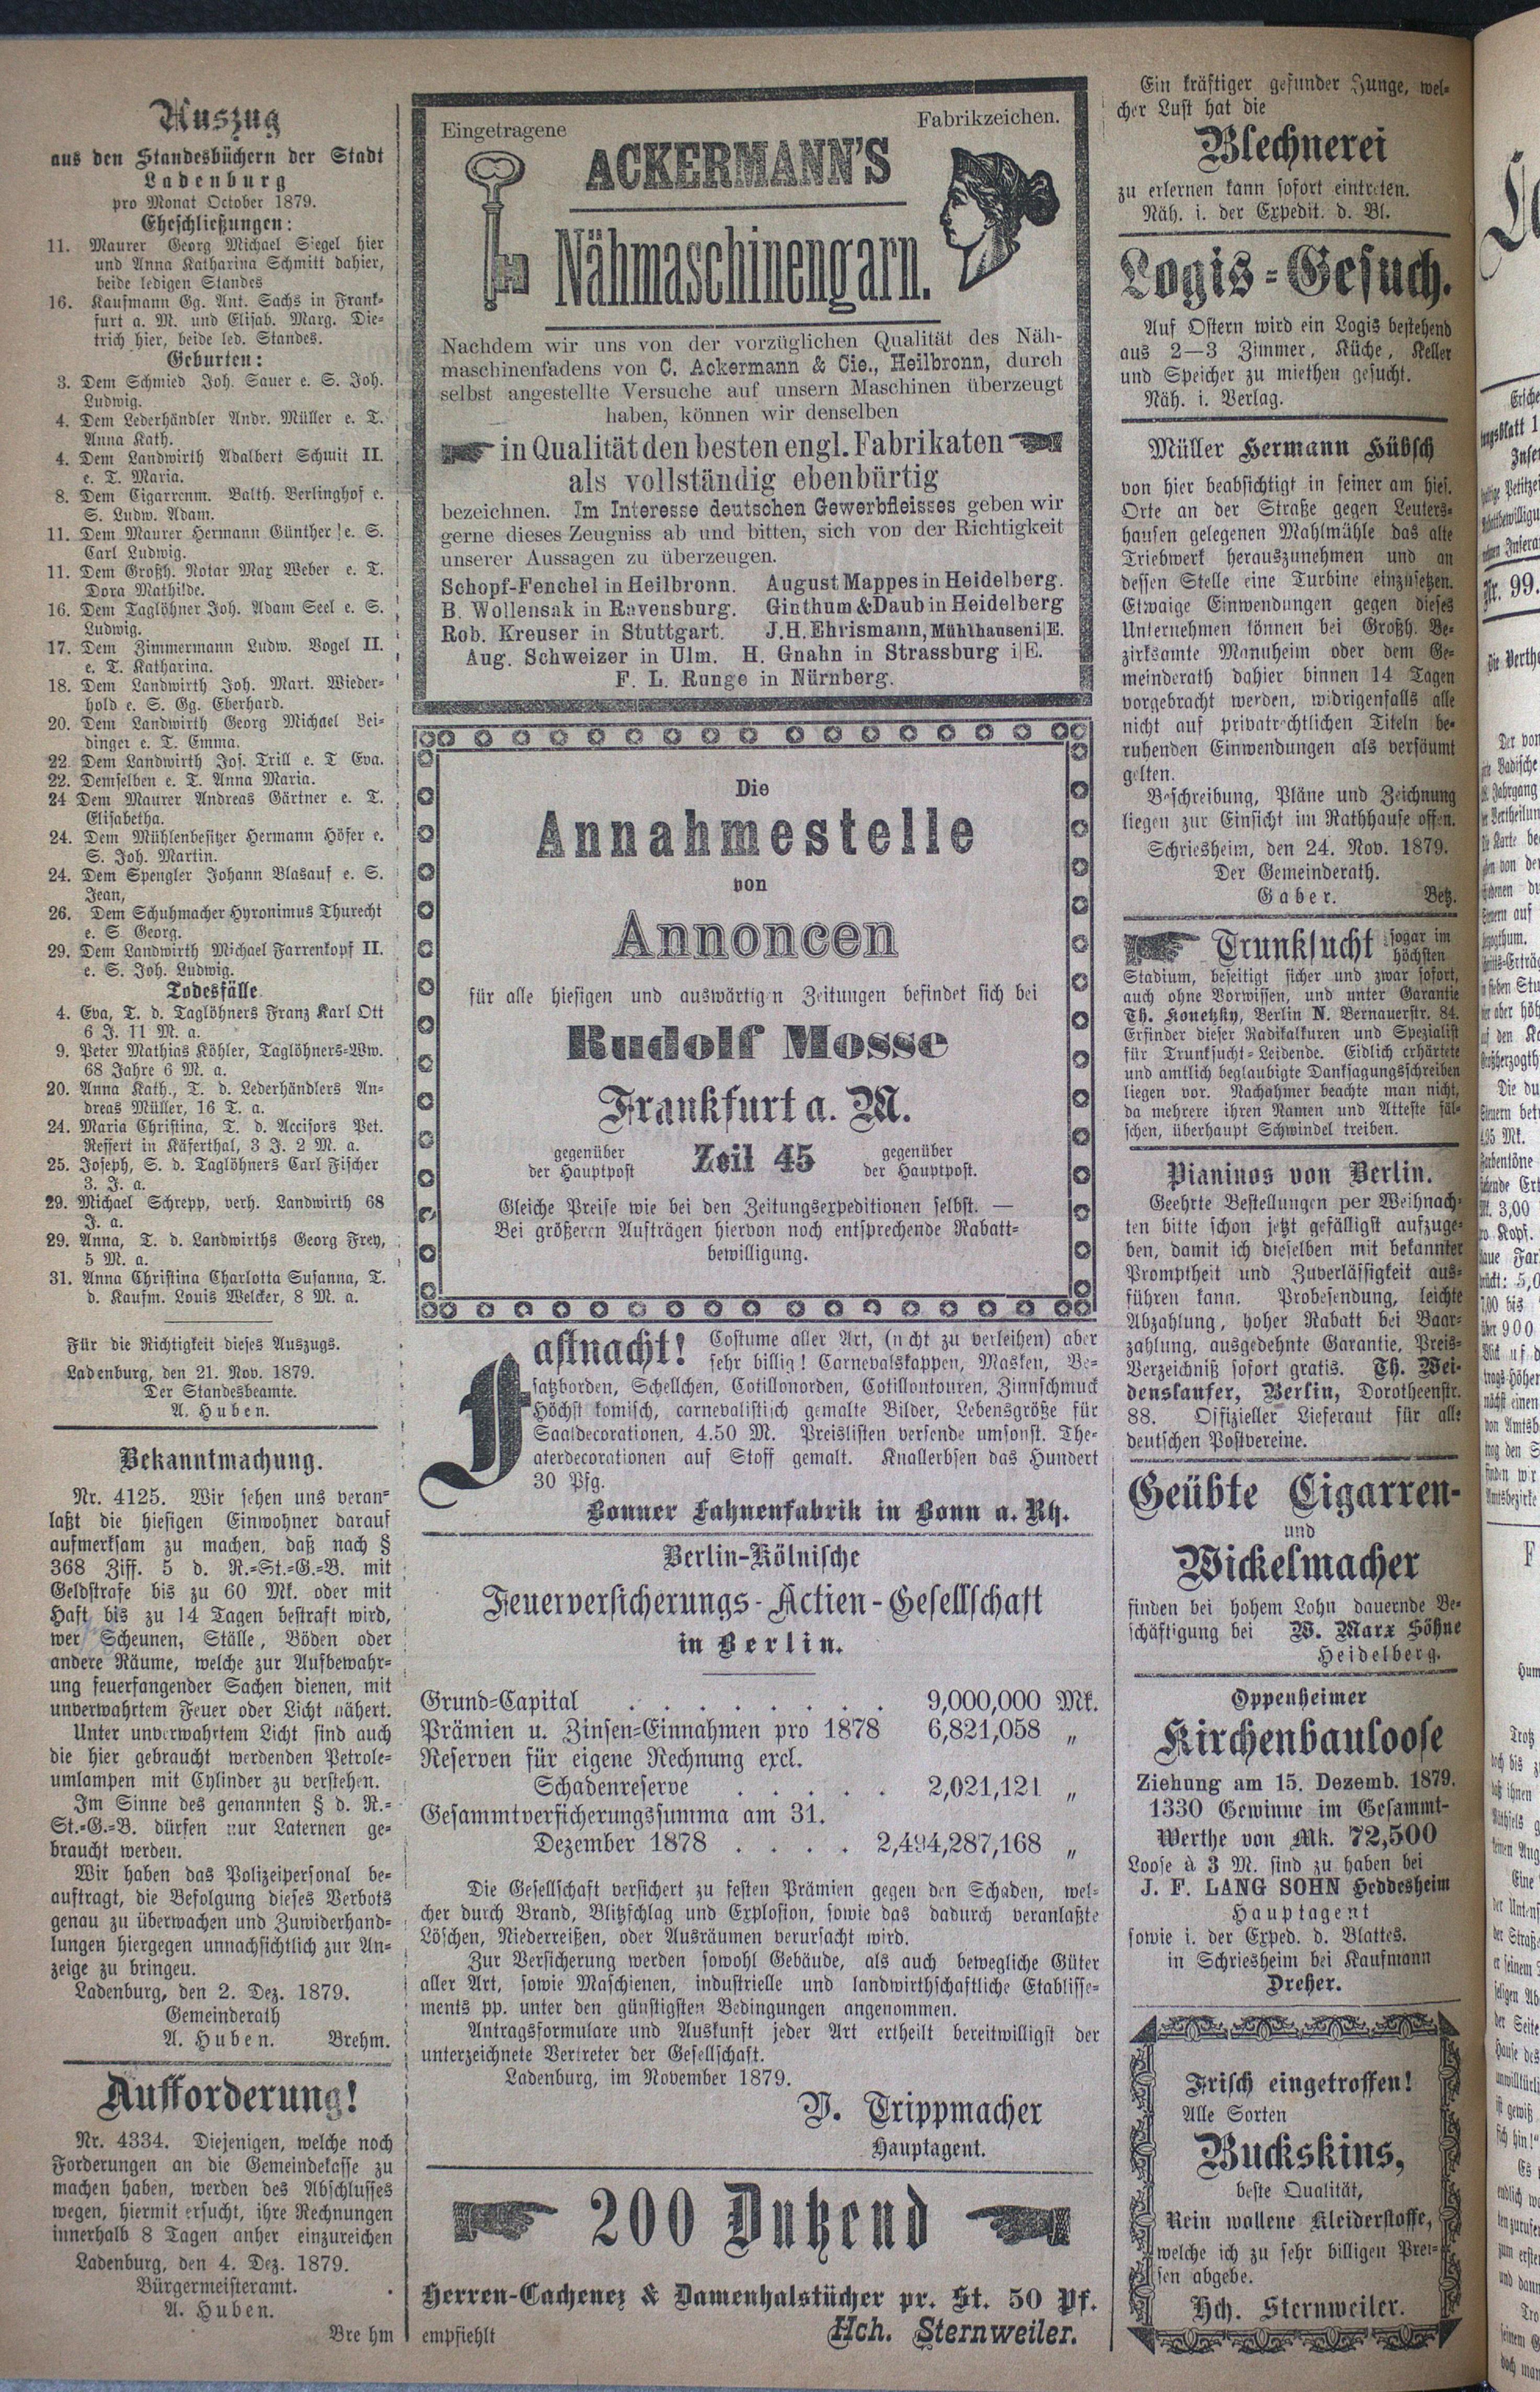 Auszug
aus den Standesbüchern der Stadt
Ladenburg
pro Monat October 1879.
Eheschließungen:
11. Maurer Georg Michael Siegel hier
und Anna Katharina Schmitt dahier,
beide ledigen Standes
16. Kaufmann Gg. Ant. Sachs in Frank-
furt a. M. und Elisab. Marg. Die-
trich hier, beide led. Standes.
Geburten:
3. Dem Schmied Joh. Sauer e. S. Joh.
Ludwig.
4. Dem Lederhändler Andr. Müller e. T.
Anna Kath.
4. Dem Landwirth Adalbert Schmit II.
e. T. Maria.
8. Dem Cigarrenm. Balth. Berlinghof e.
S. Ludw. Adam.
11. Dem Maurer Hermann Günther e. S.
Carl Ludwig.
11. Dem Großh. Notar Max Weber e. T.
Dora Mathilde.
16. Dem Taglöhner Joh. Adam Seel e. S.
Ludwig.
17. Dem Zimmermann Ludw. Vogel II.
e. T. Katharina.
18. Dem Landwirth Joh. Mart. Wieder-
hold e. S. Gg. Eberhard.
20. Dem Landwirth Georg Michael Bei-
dinger e. T. Emma.
22. Dem Landwirth Jos. Trill e. T Eva.
22. Demselben e. T. Anna Maria.
24 Dem Maurer Andreas Gärtner e. T.
Elisabetha.
24. Dem Mühlenbesitzer Hermann Höfer e.
S. Joh. Martin.
24. Dem Spengler Johann Blasauf e. S.
Jean,
26. Dem Schuhmacher Hyronimus Thurecht
e. S Georg.
29. Dem Landwirth Michael Farrenkopf II.
e. S. Joh. Ludwig.
Todesfälle
4. Eva, T. d. Taglöhners Franz Karl Ott
6 J. 11 M. a.
9. Peter Mathias Köhler, Taglöhners-Ww.
68 Jahre 6 M. a.
20. Anna Kath., T. d. Lederhändlers An-
dreas Müller, 16 T. a.
24. Maria Christina, T. d. Accisors Pet.
Reffert in Käferthal, 3 J. 2 M. a.
25. Joseph, S. d. Taglöhners Carl Fischer
3. J. a.
29. Michael Schrepp, verh. Landwirth 68
J. a.
29. Anna, T. d. Landwirths Georg Frey,
5 M. a.
31. Anna Christina Charlotta Susanna, T.
d. Kaufm. Louis Welcker, 8 M. a.
Für die Richtigkeit dieses Auszugs.
Ladenburg, den 21. Nov. 1879.
Der Standesbeamte.
A. Huben.
Bekanntmachung.
Nr. 4125. Wir sehen uns veran-
laßt die hiesigen Einwohner darauf
aufmerksam zu machen, daß nach §
368 Ziff. 5 d. R.-St.-G.-B. mit
Geldstrafe bis zu 60 Mk. oder mit
Haft bis zu 14 Tagen bestraft wird,
wer Scheunen, Ställe, Böden oder
andere Räume, welche zur Aufbewahr-
ung feuerfangender Sachen dienen, mit
unverwahrtem Feuer oder Licht nähert.
Unter unverwahrtem Licht sind auch
die hier gebraucht werdenden Petrole-
umlampen mit Cylinder zu verstehen.
Im Sinne des genannten § d. R.-
St.-G.-B. dürfen nur Laternen ge-
braucht werden.
Wir haben das Polizeipersonal be-
auftragt, die Befolgung dieses Verbots
genau zu überwachen und Zuwiderhand-
lungen hiergegen unnachsichtlich zur An-
zeige zu bringen.
Ladenburg, den 2. Dez. 1879.
Gemeinderath
A. Huben. Brehm.
Aufforderung!
Nr. 4334. Diejenigen, welche noch
Forderungen an die Gemeindekasse zu
machen haben, werden des Abschlusses
wegen, hiermit ersucht, ihre Rechnungen
innerhalb 8 Tagen anher einzureichen
Ladenburg, den 4. Dez. 1879.
Bürgermeisteramt.
A. Huben.
Bre hm
Eingetragene Fabrikzeichen.
ACKERMANN'S
Nähmaschinengarn.
Nachdem wir uns von der vorzüglichen Qualität des Näh-
maschinenfadens von C. Ackermann & Cie., Heilbronn, durch
selbst angestellte Versuche auf unsern Maschinen überzeugt
haben, können wir denselben
in Qualität den besten engl. Fabrikaten
als vollständig ebenbürtig
bezeichnen. Im Interesse deutschen Gewerbfleisses geben wir
gerne dieses Zeugniss ab und bitten, sich von der Richtigkeit
unserer Aussagen zu überzeugen.
Schopf-Fenchel in Heilbronn. August Mappes in Heidelberg.
B. Wollensak in Ravensburg. Ginthum & Daub in Heidelberg
Rob. Kreuser in Stuttgart. J.H. Ehrismann, Mühlhausen i|E.
Aug. Schweizer in Ulm. H. Gnahn in Strassburg i|E.
F. L. Runge in Nürnberg.
Die
Annahmestelle
von
Annoncen
für alle hiesigen und auswärtigen Zeitungen befindet sich bei
Rudolf Mosse
Frankfurt a. M.
gegenüber der Hauptpost Zeil 45 gegenüber der Hauptpost.
Gleiche Preise wie bei den Zeitungsexpeditionen selbst. —
Bei größeren Aufträgen hiervon noch entsprechende Rabatt-
bewilligung.
Fastnacht! Costume aller Art, (nicht zu verleihen) aber
sehr billig! Carnevalskappen, Masken, Be-
satzborden, Schellchen, Cotillonorden, Cotillontouren, Zinnschmuck
Höchst komisch, carnevalistisch gemalte Bilder, Lebensgröße für
Saaldecorationen, 4.50 M. Preislisten versende umsonst. The-
aterdecorationen auf Stoff gemalt. Knallerbsen das Hundert
30 Pfg.
Bonner Fahnenfabrik in Bonn a. Rh.
Berlin-Kölnische
Feuerversicherungs-Actien-Gesellschaft
in Berlin.
Grund-Capital . . . . . . . . 9,000,000 Mk.
Prämien u. Zinsen-Einnahmen pro 1878 6,821,058 „
Reserven für eigene Rechnung excl.
Schadenreserve . . . . . 2,021,121 „
Gesammtversicherungssumma am 31.
Dezember 1878 . . . . 2,494,287,168 „
Die Gesellschaft versichert zu festen Prämien gegen den Schaden, wel-
cher durch Brand, Blitzschlag und Explosion, sowie das dadurch veranlaßte
Löschen, Niederreißen, oder Ausräumen verursacht wird.
Zur Versicherung werden sowohl Gebäude, als auch bewegliche Güter
aller Art, sowie Maschienen, industrielle und landwirthschaftliche Etablisse-
ments pp. unter den günstigsten Bedingungen angenommen.
Antragsformulare und Auskunft jeder Art ertheilt bereitwilligst der
unterzeichnete Vertreter der Gesellschaft.
Ladenburg, im November 1879.
P. Trippmacher
Hauptagent.
200 Dutzend
Herren-Cachenez & Damenhalstücher pr. St. 50 Pf.
empfiehlt Hch. Sternweiler.
Ein kräftiger gesunder Junge, wel-
cher Lust hat die
Blechnerei
zu erlernen kann sofort eintreten.
Näh. i. der Expedit. d. Bl.
Logis-Gesuch.
Auf Ostern wird ein Logis bestehend
aus 2—3 Zimmer, Küche, Keller
und Speicher zu miethen gesucht.
Näh. i. Verlag.
Müller Hermann Hübsch
von hier beabsichtigt in seiner am hies.
Orte an der Straße gegen Leuters-
hausen gelegenen Mahlmühle das alte
Triebwerk herauszunehmen und an
dessen Stelle eine Turbine einzusetzen.
Etwaige Einwendungen gegen dieses
Unternehmen können bei Großh. Be-
zirksamte Mannheim oder dem Ge-
meinderath dahier binnen 14 Tagen
vorgebracht werden, widrigenfalls alle
nicht auf privatrechtlichen Titeln be-
ruhenden Einwendungen als versäumt
gelten.
Beschreibung, Pläne und Zeichnung
liegen zur Einsicht im Rathhause offen.
Schriesheim, den 24. Nov. 1879.
Der Gemeinderath.
Gaber. Betz.
Trunksucht sogar im höchsten
Stadium, beseitigt sicher und zwar sofort,
auch ohne Vorwissen, und unter Garantie
Th. Konetzky, Berlin N. Bernauerstr. 84.
Erfinder dieser Radikalkuren und Spezialist
für Trunksucht-Leidende. Eidlich erhärtete
und amtlich beglaubigte Danksagungsschreiben
liegen vor. Nachahmer beachte man nicht,
da mehrere ihren Namen und Atteste fäl-
schen, überhaupt Schwindel treiben.
Pianinos von Berlin.
Geehrte Bestellungen per Weihnach-
ten bitte schon jetzt gefälligst aufzuge-
ben, damit ich dieselben mit bekannter
Promptheit und Zuverlässigkeit aus-
führen kann. Probesendung, leichte
Abzahlung, hoher Rabatt bei Baar-
zahlung, ausgedehnte Garantie, Preis-
Verzeichniß sofort gratis. Th. Wei-
denslaufer, Berlin, Dorotheenstr.
88. Offizieller Lieferant für alle
deutschen Postvereine.
Geübte Cigarren-
und
Wickelmacher
finden bei hohem Lohn dauernde Be-
schäftigung bei W. Marx Söhne
Heidelberg.
Oppenheimer
Kirchenbauloose
Ziehung am 15. Dezemb. 1879.
1330 Gewinne im Gesammt-
Werthe von Mk. 72,500
Loose à 3 M. sind zu haben bei
J. F. LANG SOHN Heddesheim
Hauptagent
sowie i. der Exped. d. Blattes.
in Schriesheim bei Kaufmann
Dreher.
Frisch eingetroffen!
Alle Sorten
Buckskins,
beste Qualität,
Rein wollene Kleiderstoffe,
welche ich zu sehr billigen Prei-
sen abgebe.
Hch. Sternweiler.